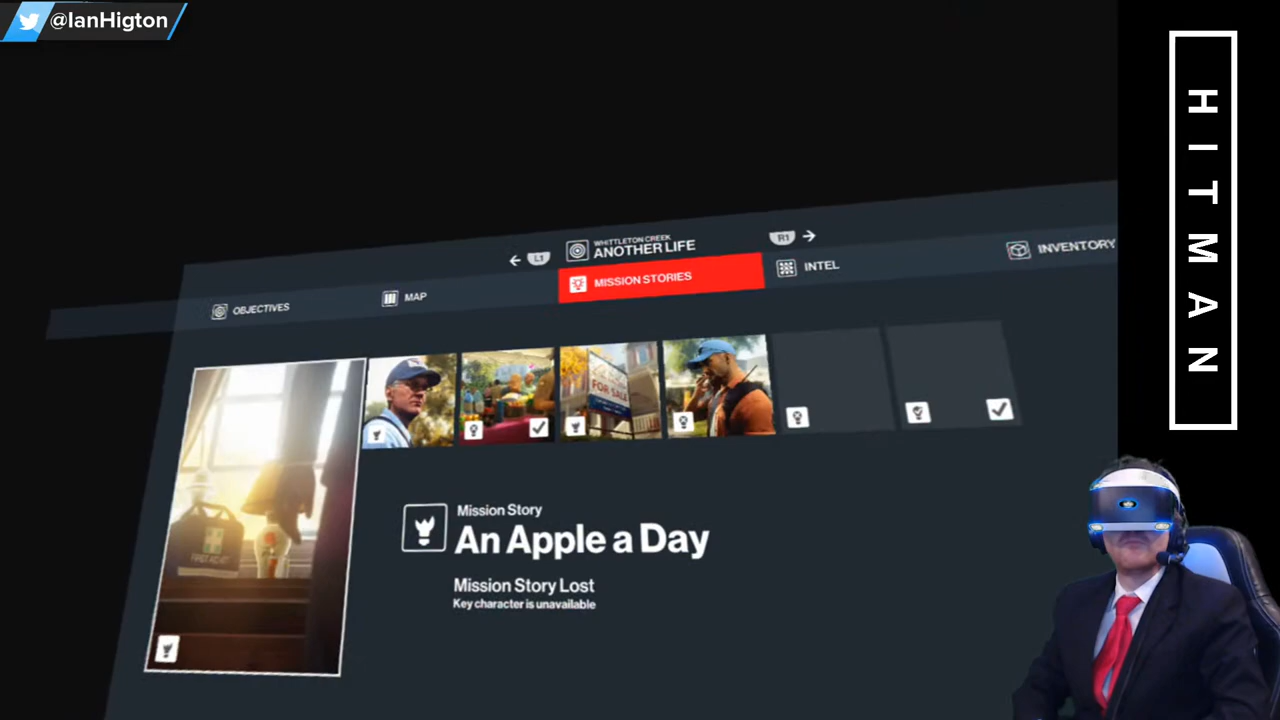 @IanHigton
HITMAN
WHITTLETON CREEK
L1
ANOTHER LIFE
R1
OBJECTIVES
MAP
MISSION STORIES
INTEL
INVENTORY
FOR SALE
FIRST AID KIT
Mission Story
An Apple a Day
Mission Story Lost
Key character is unavailable